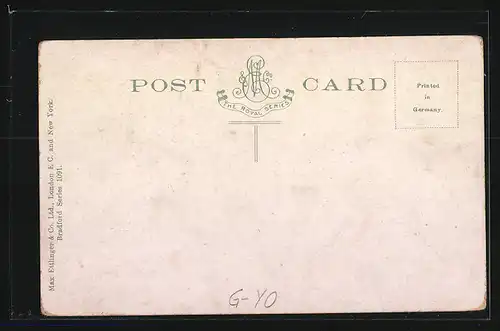 POST CARD
THE ROYAL SERIES
Printed
in
Germany.
Max Ettlinger & Co. Ltd., London E.C. and New York.
Bradford Series 1091.
G-YO